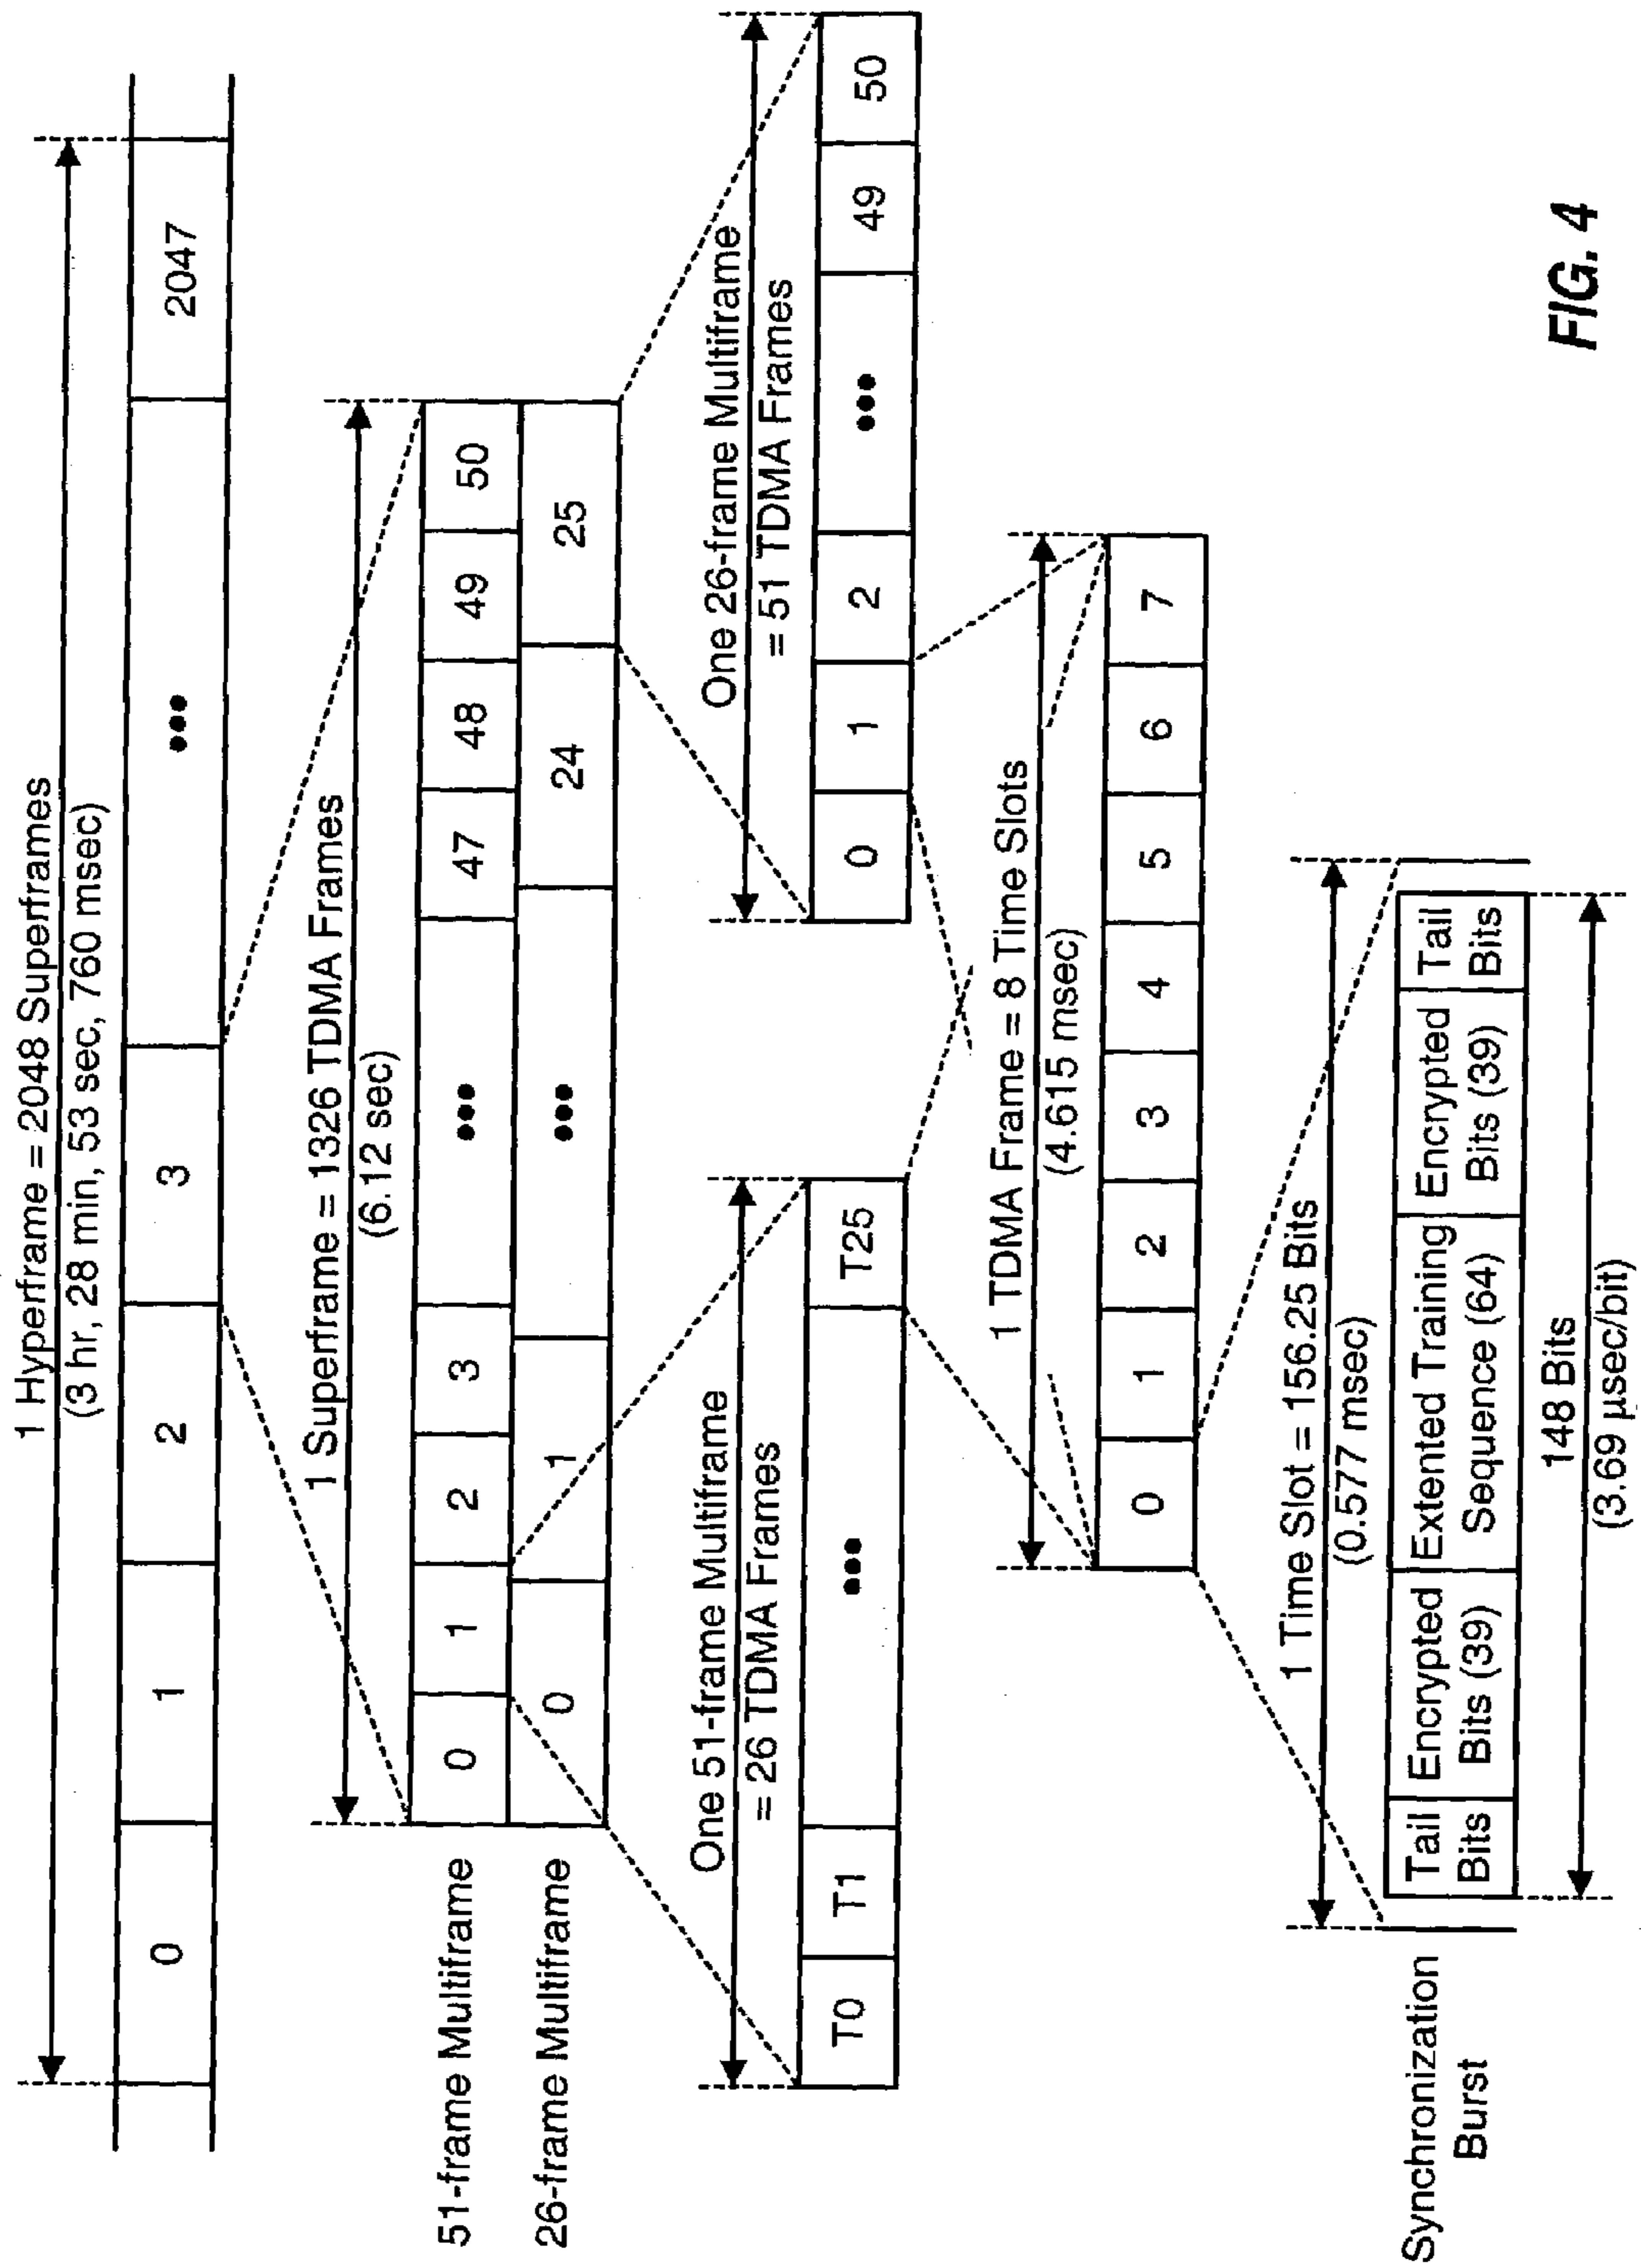 1 Hyperframe = 2048 Superframes
(3 hr, 28 min, 53 sec, 760 msec)
0 1 2 3 ••• 2047
1 Superframe = 1326 TDMA Frames
(6.12 sec)
51-frame Multiframe 0 1 2 3 ••• 47 48 49 50
26-frame Multiframe 0 1 ••• 24 25
One 51-frame Multiframe
= 26 TDMA Frames
T0 T1 ••• T25
One 26-frame Multiframe
= 51 TDMA Frames
0 1 2 ••• 49 50
1 TDMA Frame = 8 Time Slots
(4.615 msec)
0 1 2 3 4 5 6 7
1 Time Slot = 156.25 Bits
(0.577 msec)
Synchronization
Burst
Tail
Bits
Encrypted
Bits (39)
Extented Training
Sequence (64)
Encrypted
Bits (39)
Tail
Bits
148 Bits
(3.69 µsec/bit)
FIG. 4